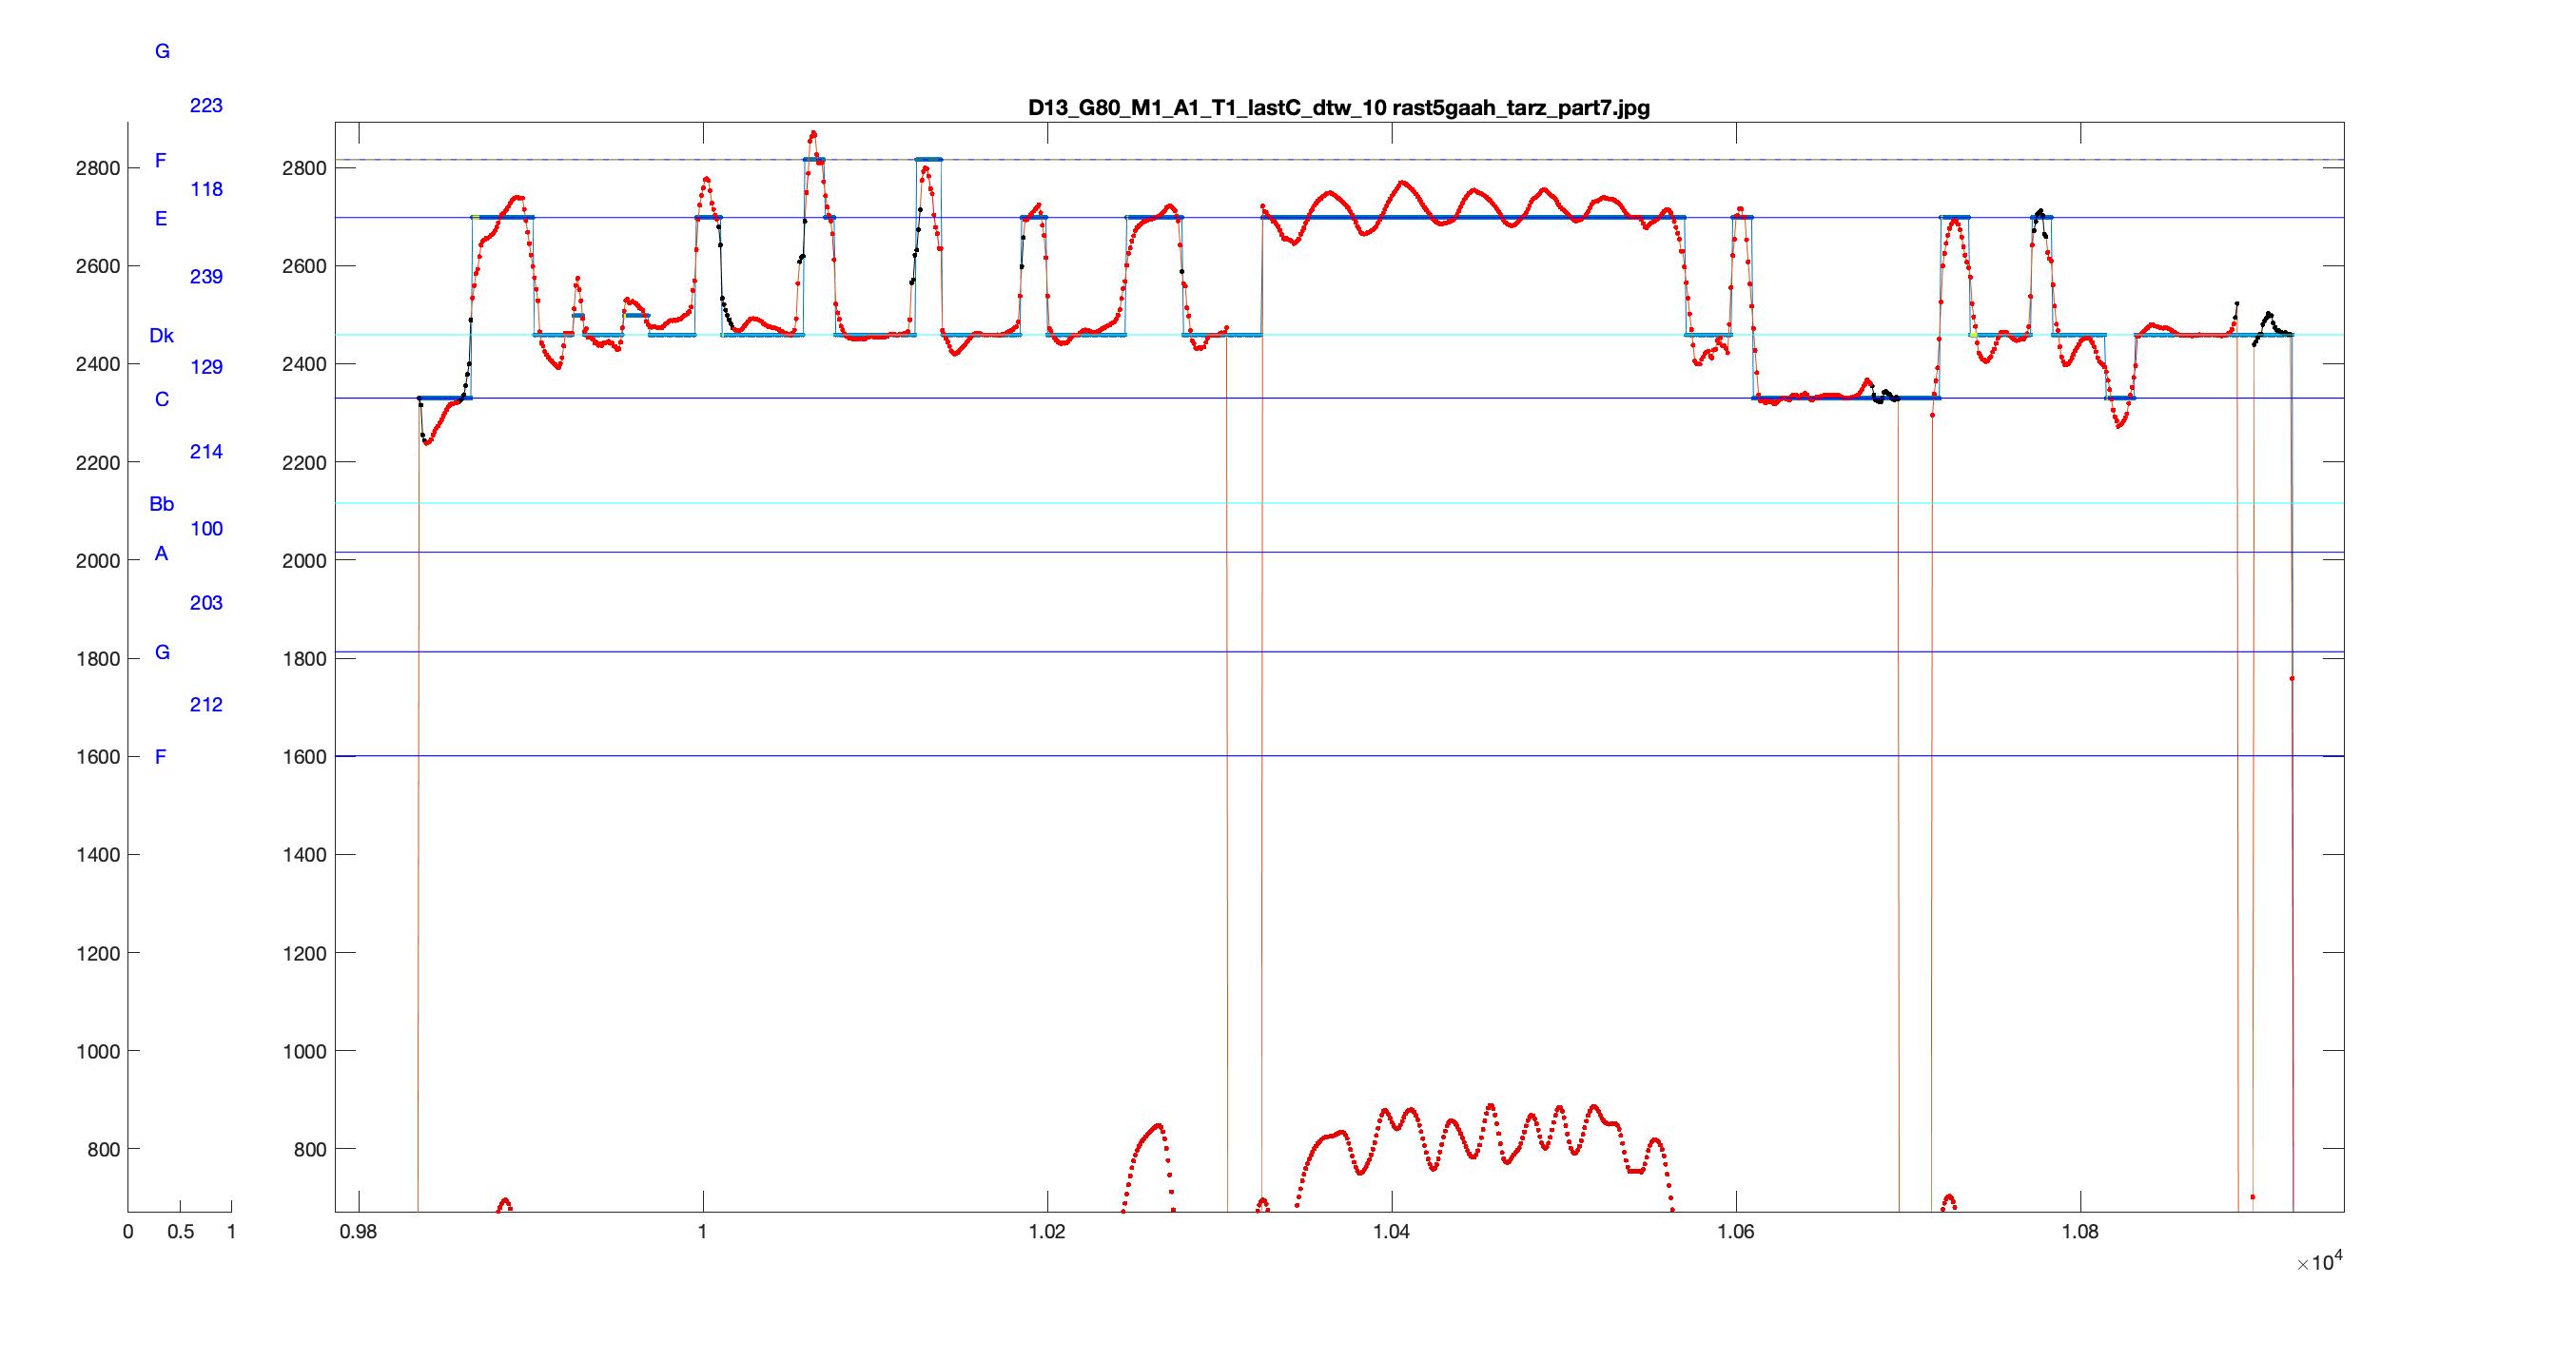 G
223
D13_G80_M1_A1_T1_lastC_dtw_10 rast5gaah_tarz_part7.jpg
2800 F 2800
118
E
2600 239 2600
Dk
2400 129 2400
C
2200 214 2200
Bb
100
2000 A 2000
203
1800 G 1800
212
1600 F 1600
1400 1400
1200 1200
1000 1000
800 800
0 0.5 1 0.98 1 1.02 1.04 1.06 1.08
×10⁴